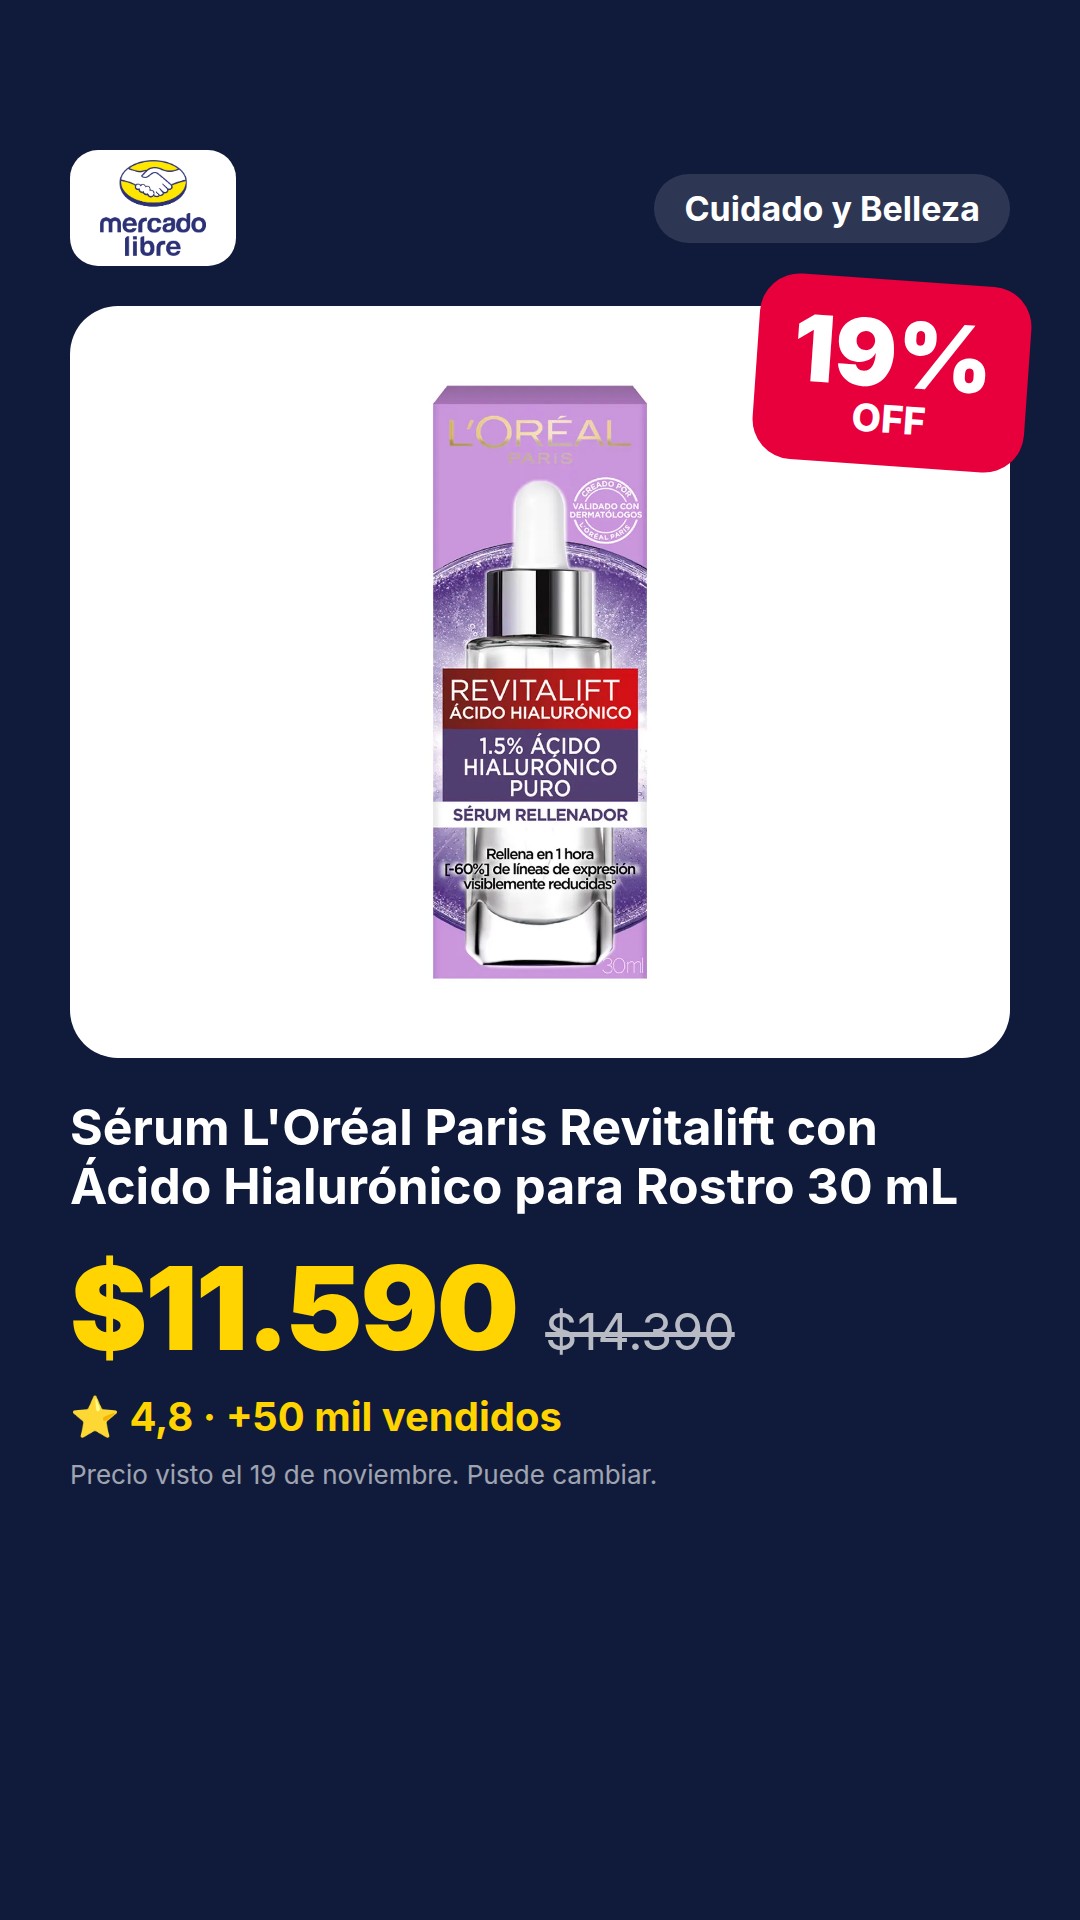 mercado
libre
Cuidado y Belleza
19%
OFF
L'ORÉAL
PARIS
CREADO POR
VALIDADO CON
DERMATÓLOGOS
L'ORÉAL PARIS
REVITALIFT
ÁCIDO HIALURÓNICO
1.5% ÁCIDO
HIALURÓNICO
PURO
SÉRUM RELLENADOR
Rellena en 1 hora
[-60%] de líneas de expresión
visiblemente reducidas°
30ml
Sérum L'Oréal Paris Revitalift con
Ácido Hialurónico para Rostro 30 mL
$11.590 $14.390
4,8 · +50 mil vendidos
Precio visto el 19 de noviembre. Puede cambiar.